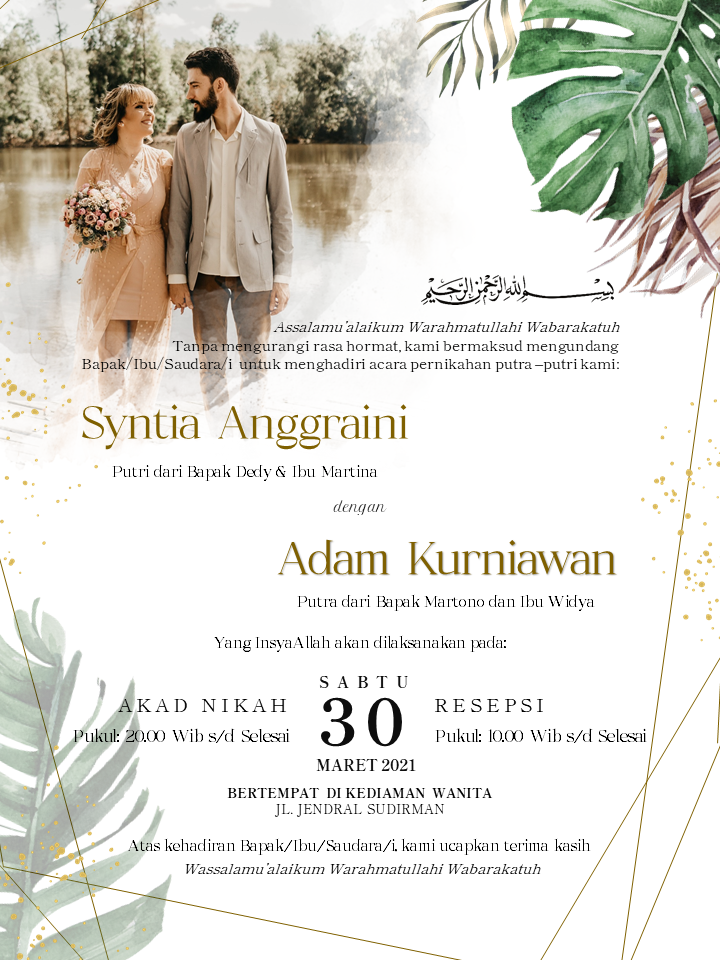 بسم الله الرحمن الرحيم
Assalamu'alaikum Warahmatullahi Wabarakatuh
Tanpa mengurangi rasa hormat, kami bermaksud mengundang
Bapak/Ibu/Saudara/i untuk menghadiri acara pernikahan putra –putri kami:
Syntia Anggraini
Putri dari Bapak Dedy & Ibu Martina
dengan
Adam Kurniawan
Putra dari Bapak Martono dan Ibu Widya
Yang InsyaAllah akan dilaksanakan pada:
AKAD NIKAH
Pukul: 20.00 Wib s/d Selesai
SABTU
30
MARET 2021
RESEPSI
Pukul: 10.00 Wib s/d Selesai
BERTEMPAT DI KEDIAMAN WANITA
JL. JENDRAL SUDIRMAN
Atas kehadiran Bapak/Ibu/Saudara/i, kami ucapkan terima kasih
Wassalamu'alaikum Warahmatullahi Wabarakatuh